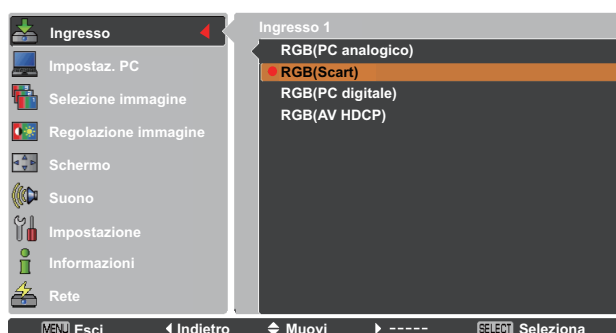 Ingresso
Impostaz. PC
Selezione immagine
Regolazione immagine
Schermo
Suono
Impostazione
Informazioni
Rete
Ingresso 1
RGB(PC analogico)
RGB(Scart)
RGB(PC digitale)
RGB(AV HDCP)
MENU Esci Indietro Muovi ----- SELECT Seleziona